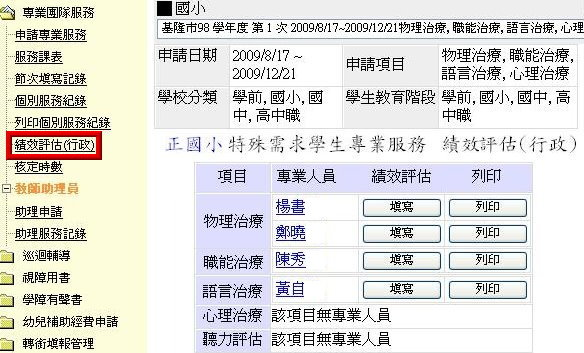 專業團隊服務
申請專業服務
服務課表
節次填寫記錄
個別服務紀錄
列印個別服務紀錄
績效評估(行政)
核定時數
教師助理員
助理申請
助理服務記錄
巡迴輔導
視障用書
學障有聲書
幼兒補助經費申請
轉銜填報管理
國小
基隆市98 學年度 第 1 次 2009/8/17~2009/12/21物理治療, 職能治療, 語言治療, 心理
申請日期 2009/8/17 ~ 2009/12/21 申請項目 物理治療, 職能治療, 語言治療, 心理治療
學校分類 學前, 國小, 國中, 高中職 學生教育階段 學前, 國小, 國中, 高中職
正國小 特殊需求學生專業服務 績效評估(行政)
項目 專業人員 績效評估 列印
物理治療 楊書 填寫 列印
鄭曉 填寫 列印
職能治療 陳秀 填寫 列印
語言治療 黃自 填寫 列印
心理治療 該項目無專業人員
聽力評估 該項目無專業人員